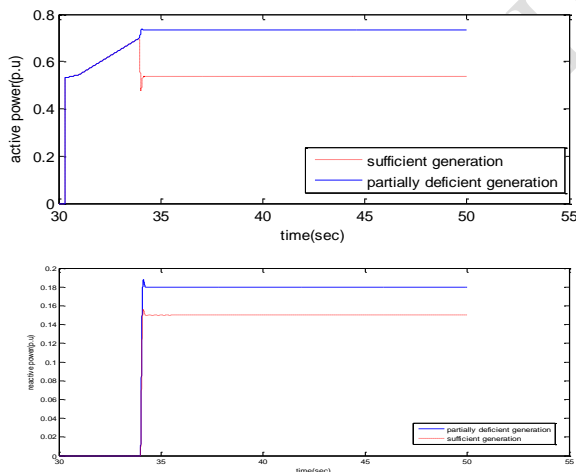 0.8
0.6
0.4
0.2
0
active power(p.u)
sufficient generation
partially deficient generation
30 35 40 45 50 55
time(sec)
0.2
0.18
0.16
0.14
0.12
0.1
0.08
0.06
0.04
0.02
0
reactive power(p.u)
partially deficient generation
sufficient generation
30 35 40 45 50 55
time(sec)